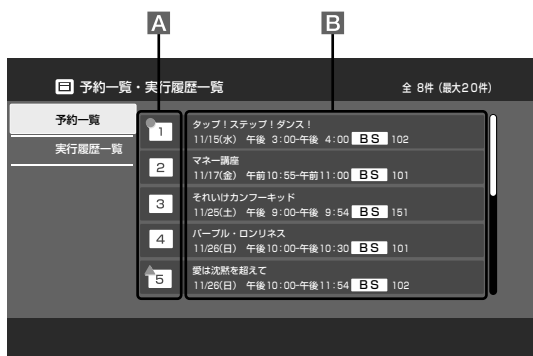 A B
予約一覧・実行履歴一覧 全 8件 (最大20件)
予約一覧
実行履歴一覧
1 タップ!ステップ!ダンス!
11/15(水) 午後 3:00-午後 4:00 BS 102
2 マネー講座
11/17(金) 午前10:55-午前11:00 BS 101
3 それいけカンフーキッド
11/25(土) 午後 9:00-午後 9:54 BS 151
4 パープル・ロンリネス
11/26(日) 午後10:00-午後10:30 BS 101
5 愛は沈黙を超えて
11/26(日) 午後10:00-午後11:54 BS 102